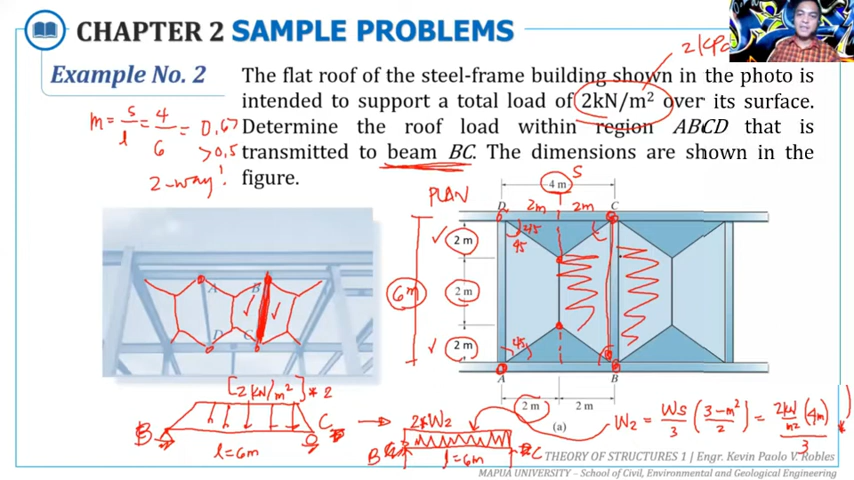 CHAPTER 2 SAMPLE PROBLEMS
Example No. 2
The flat roof of the steel-frame building shown in the photo is
intended to support a total load of 2kN/m² over its surface.
Determine the roof load within region ABCD that is
transmitted to beam BC. The dimensions are shown in the
figure.
2 kPa
m = s/l = 4/6 = 0.67
> 0.5
2-way!
PLAN
S
4 m
2m 2m
D C
45
45
2 m
6m
2 m
2 m
45
A B
2 m 2 m
(a)
A B
D C
[2 kN/m²] * 2
B C
l = 6m
2*W2
B C
l = 6m
W2 = WS/3 (3-m²/2) = 2kN/m² (4m)/3 *
THEORY OF STRUCTURES 1 | Engr. Kevin Paolo V. Robles
MAPUA UNIVERSITY – School of Civil, Environmental and Geological Engineering